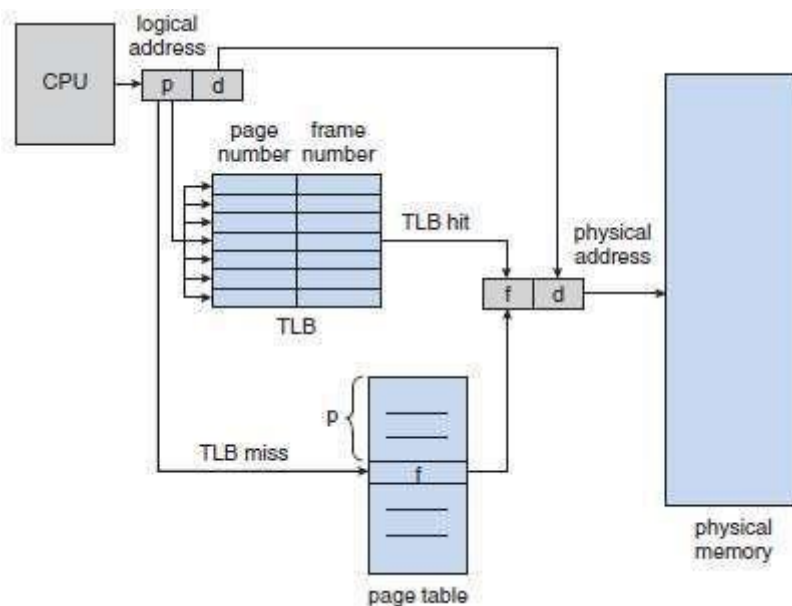 logical
address
CPU
p d
page
number
frame
number
TLB hit
physical
address
f d
TLB
p
TLB miss
f
page table
physical
memory